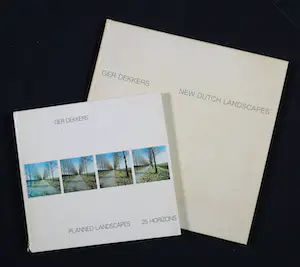 GER DEKKERS
NEW DUTCH LANDSCAPES
GER DEKKERS
PLANNED LANDSCAPES 25 HORIZONS